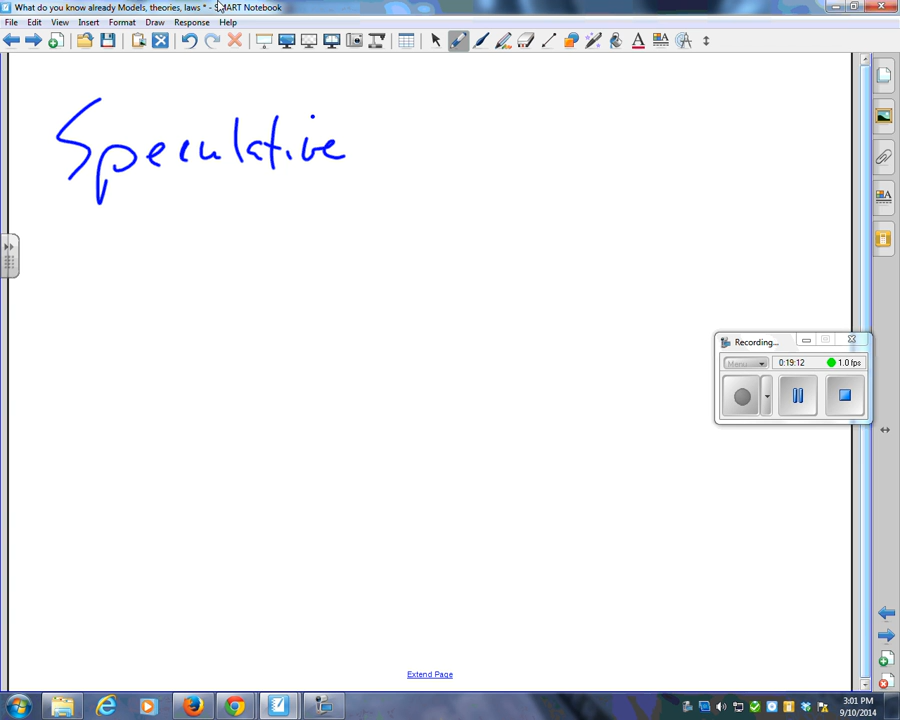 What do you know already Models, theories, laws * - SMART Notebook
File Edit View Insert Format Draw Response Help
Speculative
Recording...
Menu 0:19:12 1.0 fps
Extend Page
3:01 PM
9/10/2014